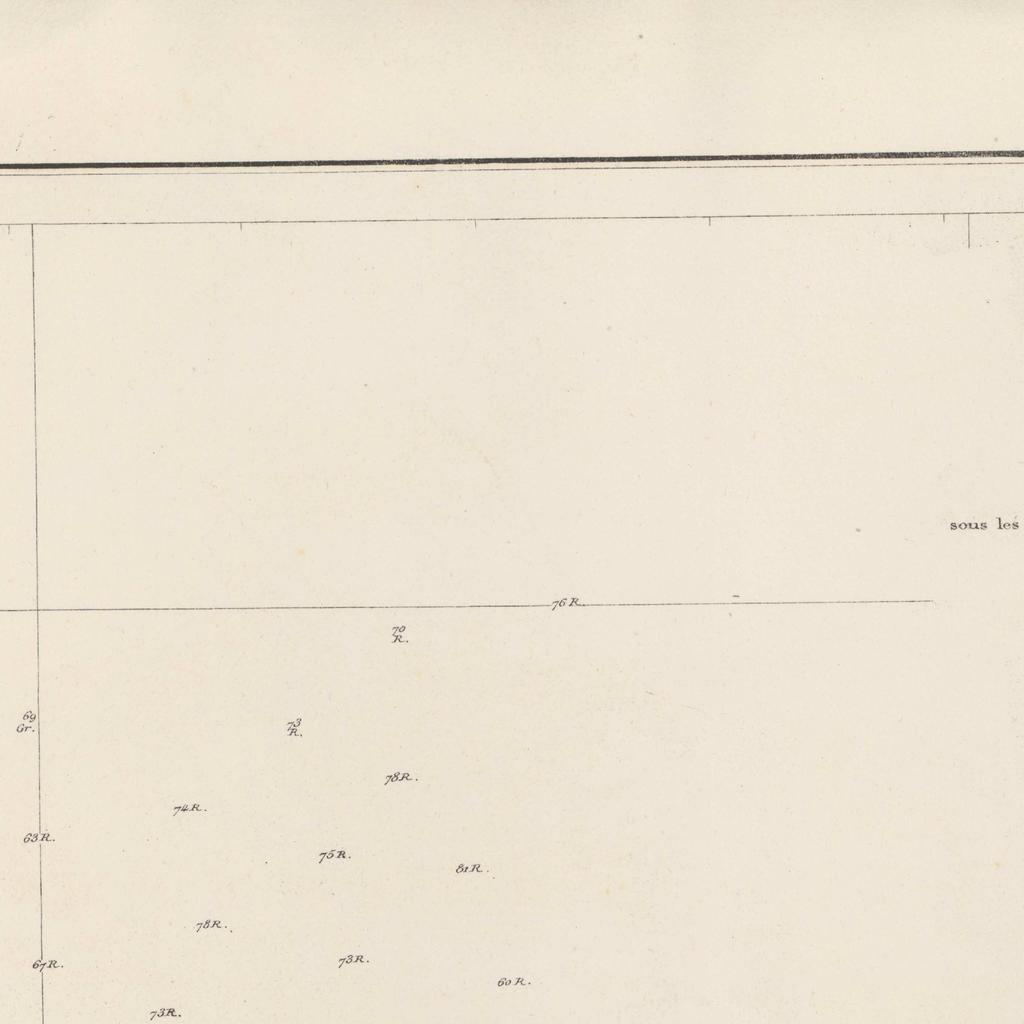 sous les
76 R.
70
R.
69
Gr.
73
R.
78 R.
74 R.
63 R.
75 R.
81 R.
78 R.
73 R.
67 R.
60 R.
73 R.